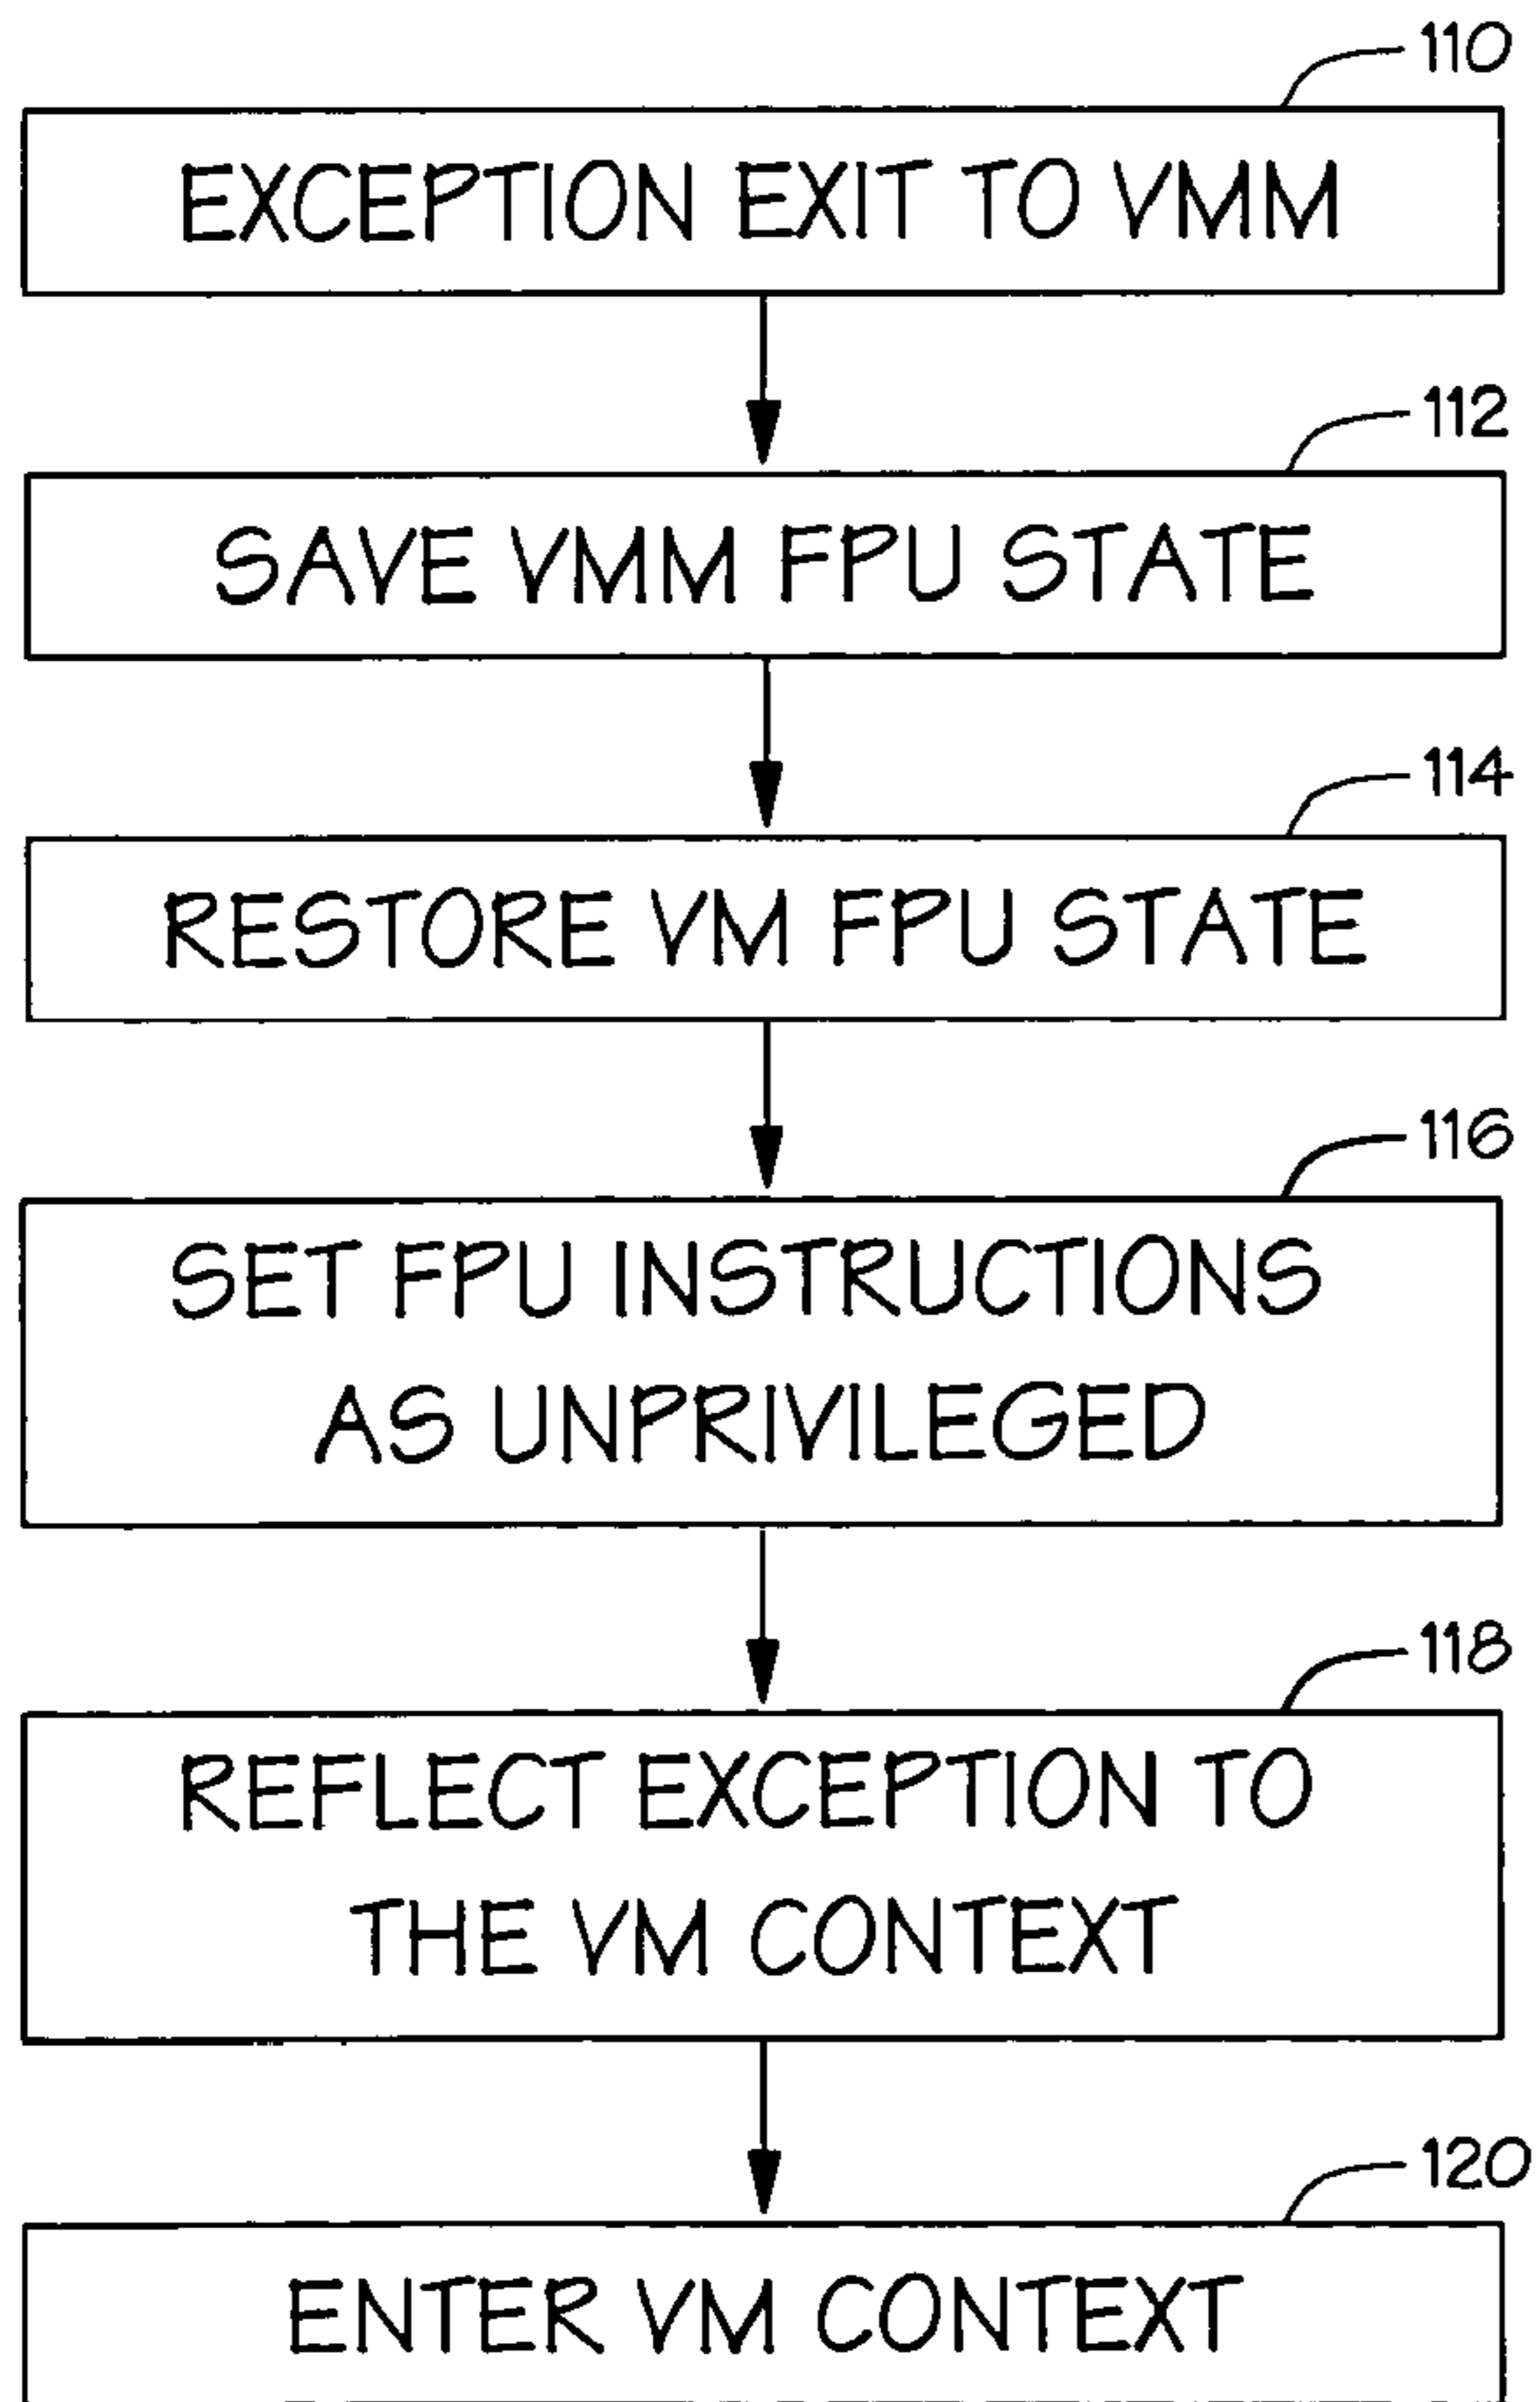 110
EXCEPTION EXIT TO VMM
112
SAVE VMM FPU STATE
114
RESTORE VM FPU STATE
116
SET FPU INSTRUCTIONS
AS UNPRIVILEGED
118
REFLECT EXCEPTION TO
THE VM CONTEXT
120
ENTER VM CONTEXT